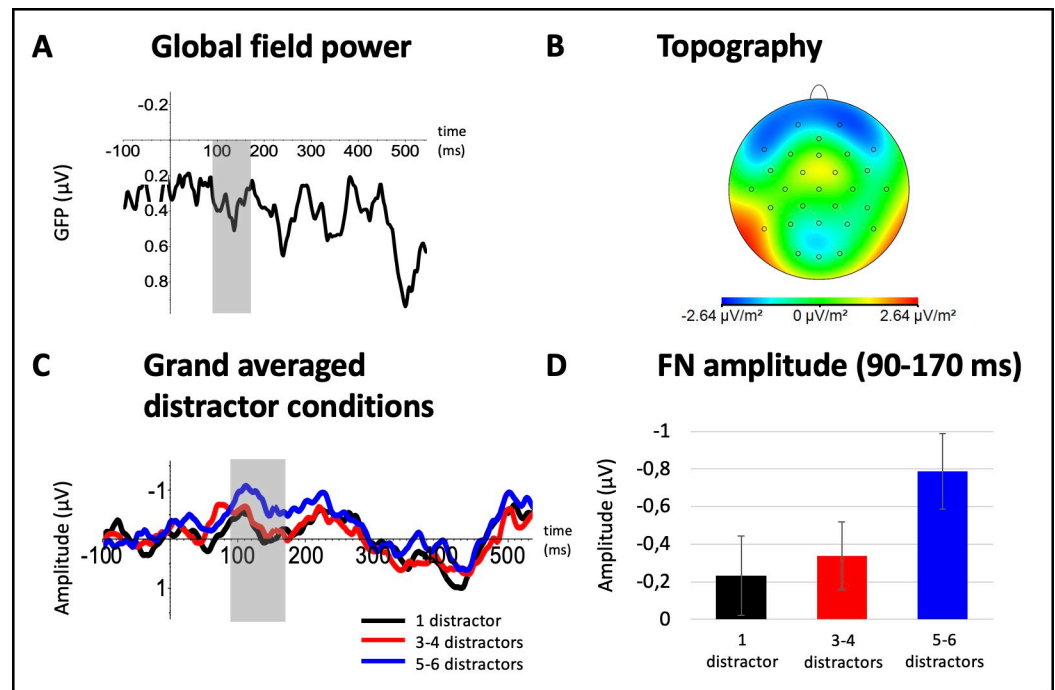 A
Global field power
-0.2
time
(ms)
-100
100
200
300
400
500
0.2
0.4
0.6
0.8
GFP (µV)
B
Topography
-2.64 µV/m²
0 µV/m²
2.64 µV/m²
C
Grand averaged
distractor conditions
-1
time
(ms)
-100
100
200
300
400
500
1
Amplitude (µV)
1 distractor
3-4 distractors
5-6 distractors
D
FN amplitude (90-170 ms)
-1
-0,8
-0,6
-0,4
-0,2
0
Amplitude (µV)
1
distractor
3-4
distractors
5-6
distractors